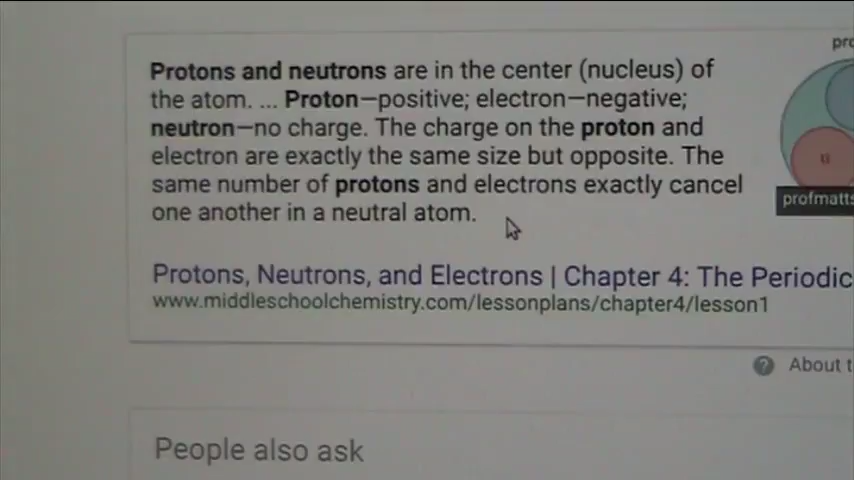 Protons and neutrons are in the center (nucleus) of
the atom. ... Proton—positive; electron—negative;
neutron—no charge. The charge on the proton and
electron are exactly the same size but opposite. The
same number of protons and electrons exactly cancel
one another in a neutral atom.
pro
u
profmatts
Protons, Neutrons, and Electrons | Chapter 4: The Periodic
www.middleschoolchemistry.com/lessonplans/chapter4/lesson1
? About t
People also ask